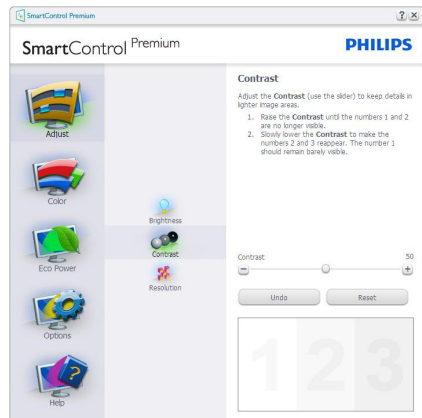 SmartControl Premium
? ×
SmartControl Premium
PHILIPS
Adjust
Color
Eco Power
Options
Help
Brightness
Contrast
Resolution
Contrast
Adjust the Contrast (use the slider) to keep details in
lighter image areas.
1. Raise the Contrast until the numbers 1 and 2
are no longer visible.
2. Slowly lower the Contrast to make the
numbers 2 and 3 reappear. The number 1
should remain barely visible.
Contrast 50
Undo Reset
1 2 3